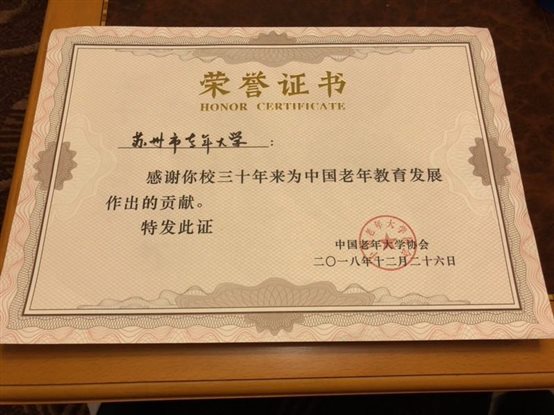 荣誉证书
HONOR CERTIFICATE
苏州市老年大学：
感谢你校三十年来为中国老年教育发展
作出的贡献。
特发此证
中国老年大学协会
二〇一八年十二月二十六日